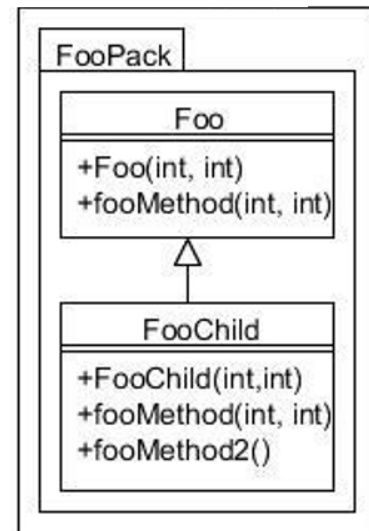 FooPack
Foo
+Foo(int, int)
+fooMethod(int, int)
FooChild
+FooChild(int,int)
+fooMethod(int, int)
+fooMethod2()